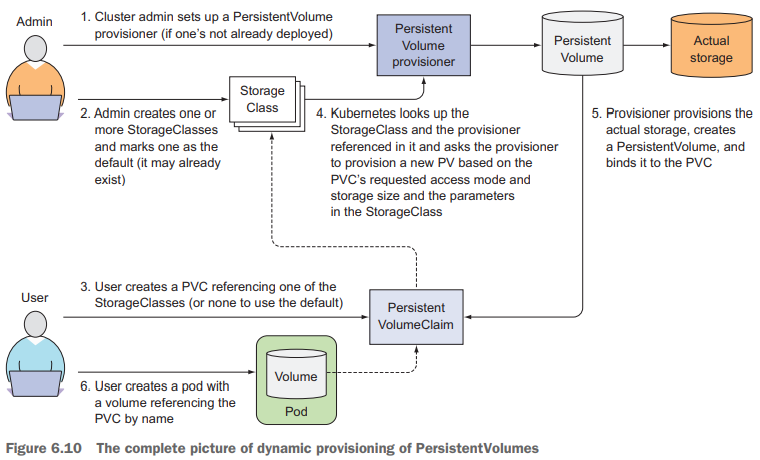 Admin
1. Cluster admin sets up a PersistentVolume
provisioner (if one's not already deployed)
Persistent
Volume
provisioner
Persistent
Volume
Actual
storage
Storage
Class
2. Admin creates one or
more StorageClasses
and marks one as the
default (it may already
exist)
4. Kubernetes looks up the
StorageClass and the provisioner
referenced in it and asks the provisioner
to provision a new PV based on the
PVC's requested access mode and
storage size and the parameters
in the StorageClass
5. Provisioner provisions the
actual storage, creates
a PersistentVolume, and
binds it to the PVC
User
3. User creates a PVC referencing one of the
StorageClasses (or none to use the default)
Persistent
VolumeClaim
6. User creates a pod with
a volume referencing the
PVC by name
Volume
Pod
Figure 6.10 The complete picture of dynamic provisioning of PersistentVolumes